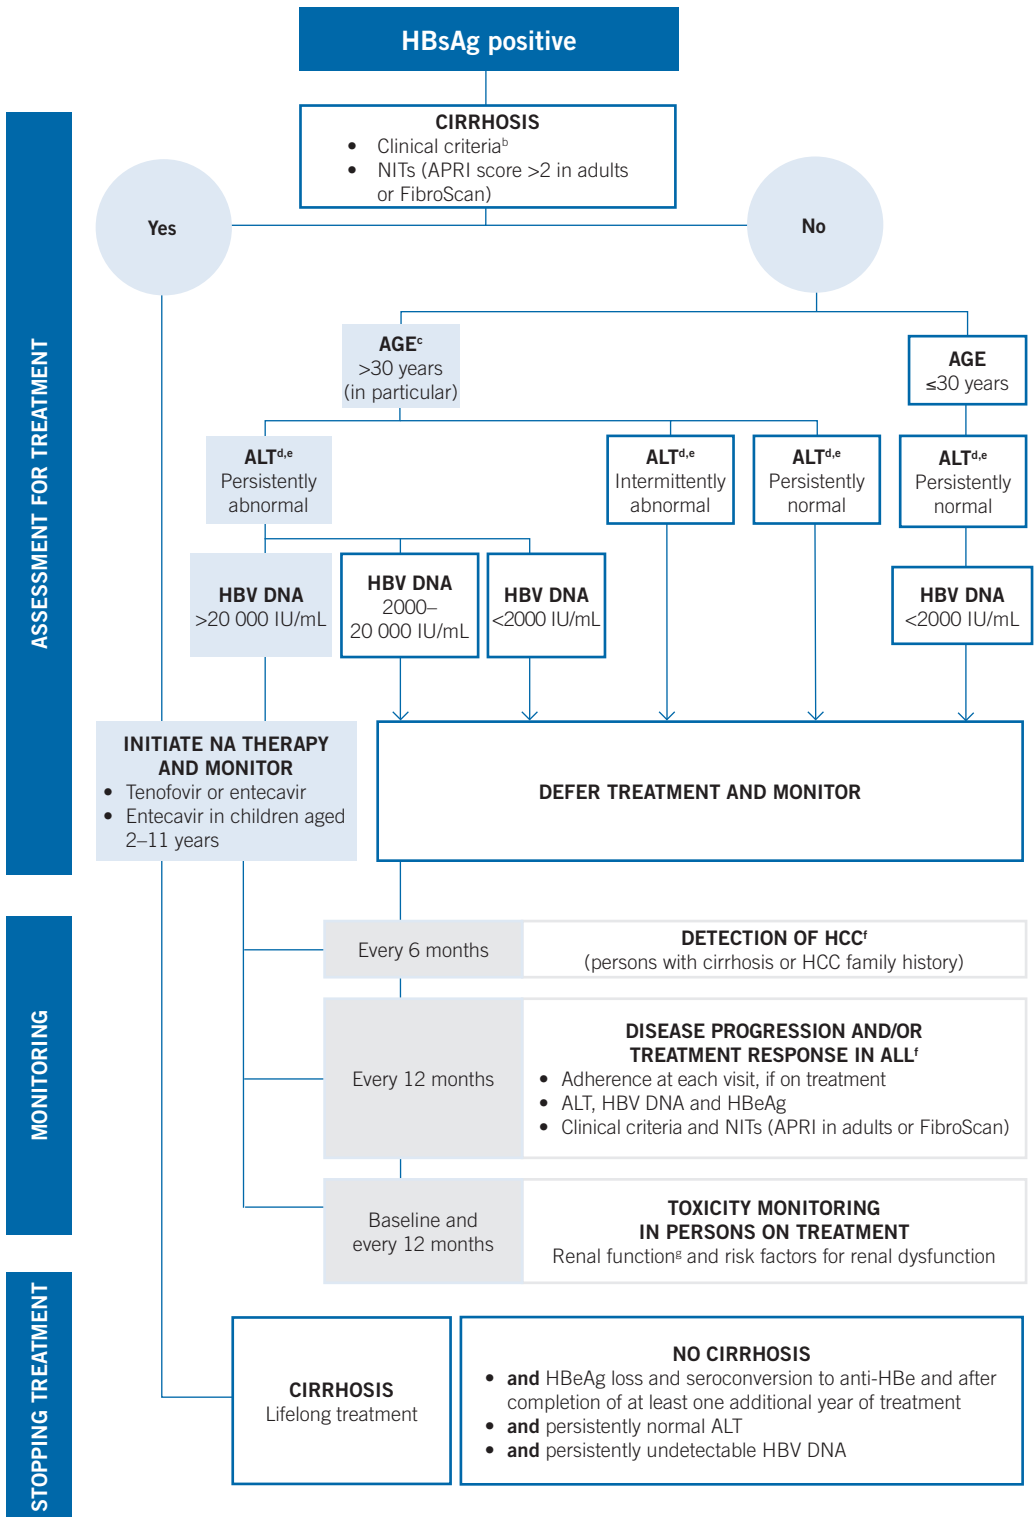 HBsAg positive
CIRRHOSIS
• Clinical criteriaᵇ
• NITs (APRI score >2 in adults
or FibroScan)
Yes
No
ASSESSMENT FOR TREATMENT
AGEᶜ
>30 years
(in particular)
AGE
≤30 years
ALTᵈ,ᵉ
Persistently
abnormal
ALTᵈ,ᵉ
Intermittently
abnormal
ALTᵈ,ᵉ
Persistently
normal
ALTᵈ,ᵉ
Persistently
normal
HBV DNA
>20 000 IU/mL
HBV DNA
2000–
20 000 IU/mL
HBV DNA
<2000 IU/mL
HBV DNA
<2000 IU/mL
INITIATE NA THERAPY
AND MONITOR
• Tenofovir or entecavir
• Entecavir in children aged
2–11 years
DEFER TREATMENT AND MONITOR
MONITORING
Every 6 months
DETECTION OF HCCᶠ
(persons with cirrhosis or HCC family history)
Every 12 months
DISEASE PROGRESSION AND/OR
TREATMENT RESPONSE IN ALLᶠ
• Adherence at each visit, if on treatment
• ALT, HBV DNA and HBeAg
• Clinical criteria and NITs (APRI in adults or FibroScan)
Baseline and
every 12 months
TOXICITY MONITORING
IN PERSONS ON TREATMENT
Renal functionᵍ and risk factors for renal dysfunction
STOPPING TREATMENT
CIRRHOSIS
Lifelong treatment
NO CIRRHOSIS
• and HBeAg loss and seroconversion to anti-HBe and after
completion of at least one additional year of treatment
• and persistently normal ALT
• and persistently undetectable HBV DNA